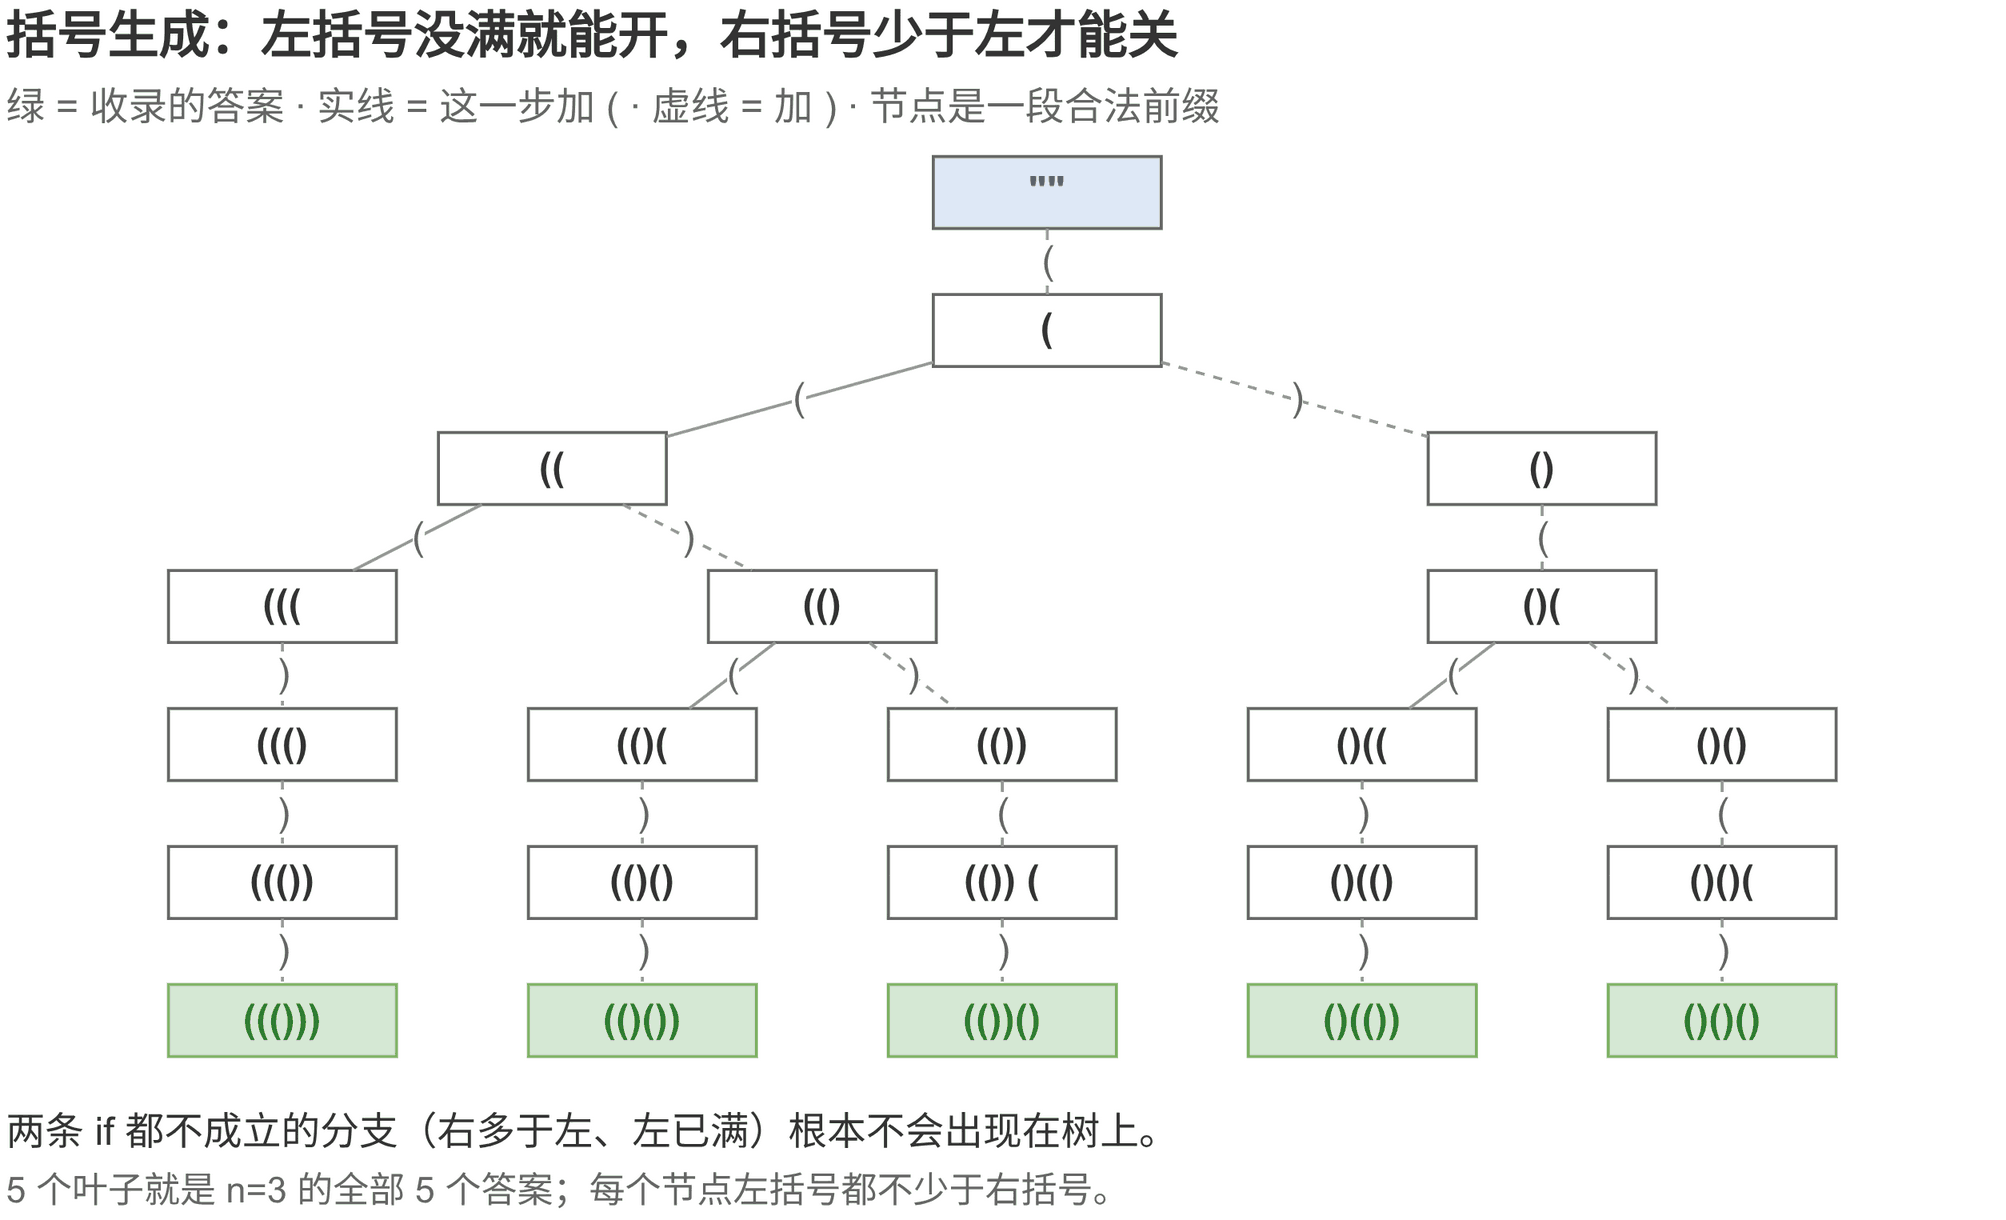 括号生成：左括号没满就能开，右括号少于左才能关
绿 = 收录的答案 · 实线 = 这一步加 ( · 虚线 = 加 ) · 节点是一段合法前缀
""
(
(
( )
(( ()
( ) (
((( (() ()(
) ( ) ( )
((() (()( (()) ()(( ()()
) ) ( ) (
((()) (()() (()) ( ()(() ()()(
) ) ) ) )
((())) (()()) (())() ()(()) ()()()
两条 if 都不成立的分支（右多于左、左已满）根本不会出现在树上。
5 个叶子就是 n=3 的全部 5 个答案；每个节点左括号都不少于右括号。